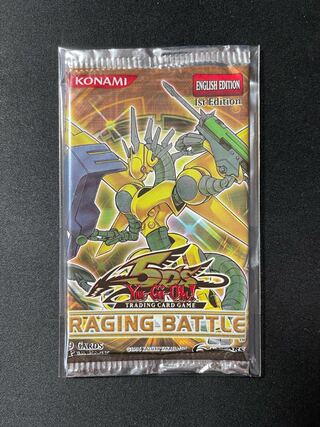 KONAMI
ENGLISH EDITION
1st Edition
5D's
Yu-Gi-Oh!
TRADING CARD GAME
RAGING BATTLE
9 CARDS